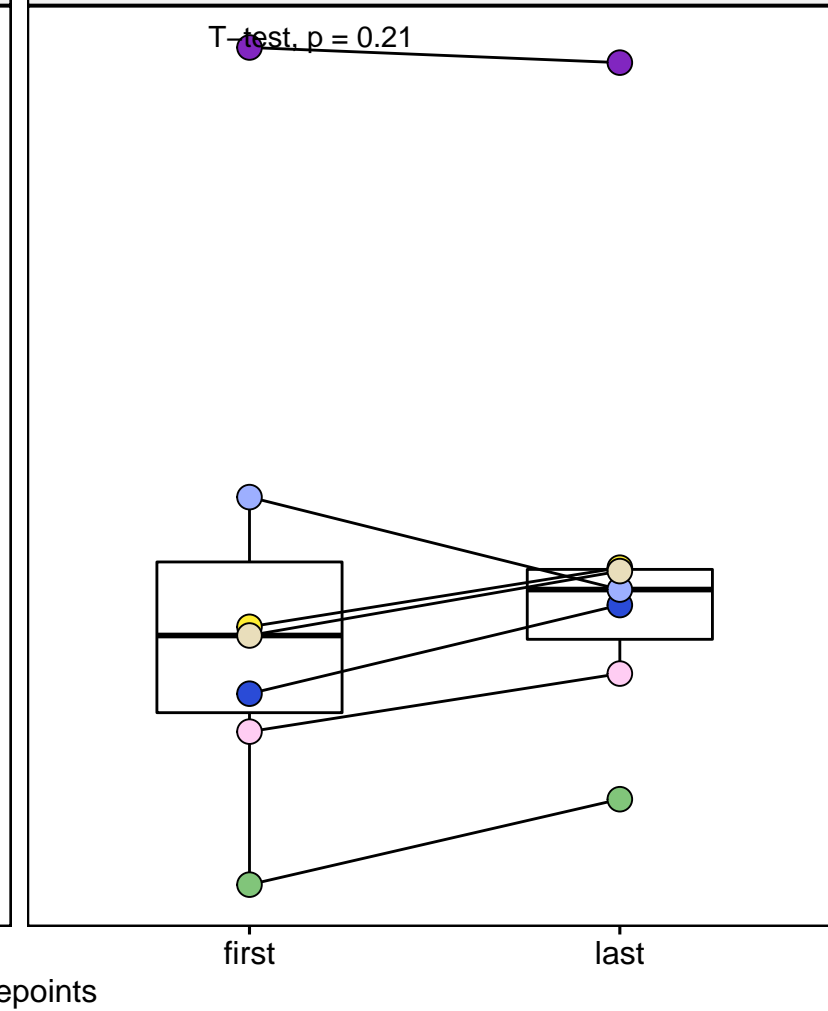 T–test, p = 0.21
first last
epoints